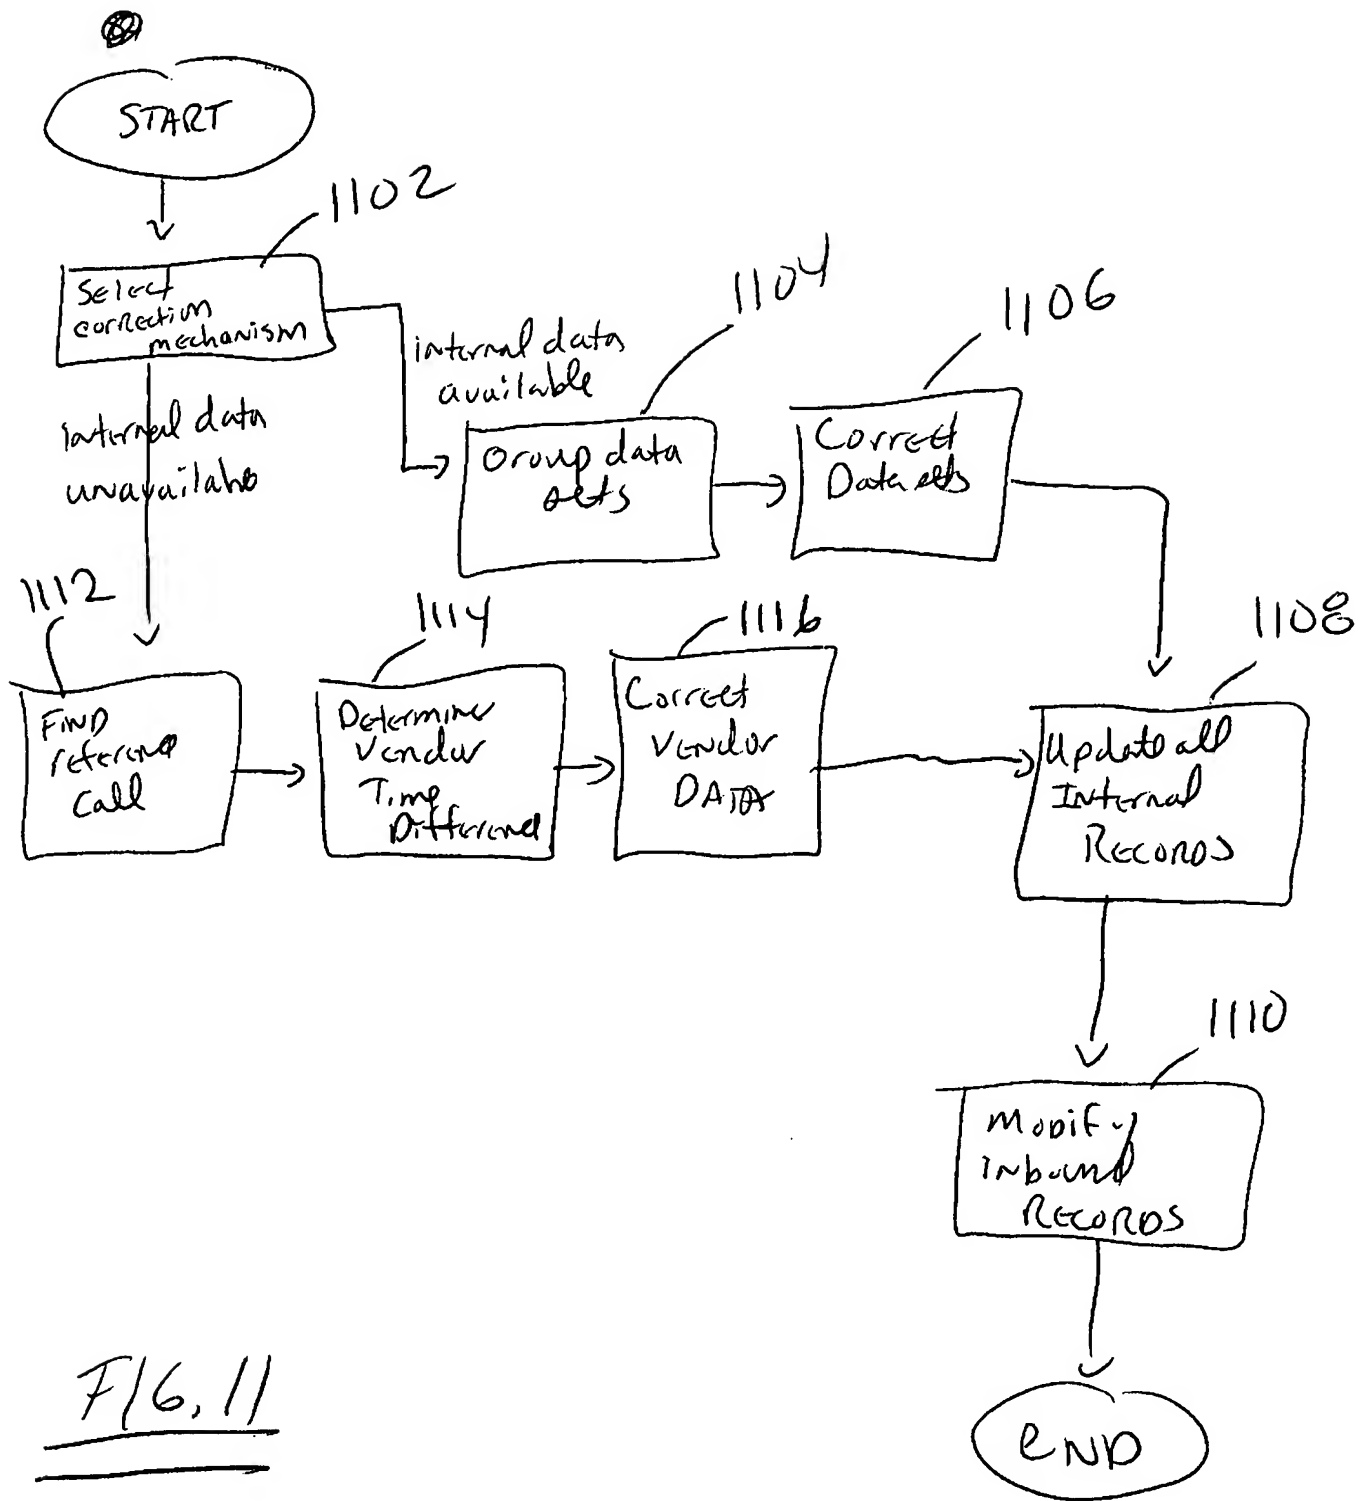 START
1102
Select
correction
mechanism
internal data
available
internal data
unavailable
1104
Group data
sets
1106
Correct
Data sets
1112
FIND
reference
Call
1114
Determine
Vendor
Time
Difference
1116
Correct
Vendor
DATA
1108
Update all
Internal
RECORDS
1110
Modify
Inbound
RECORDS
END
FIG. 11